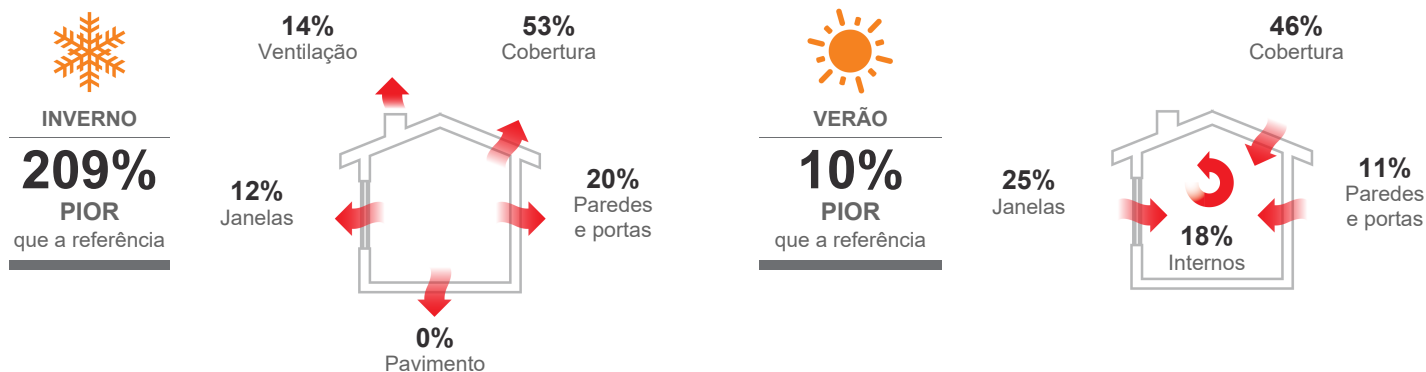 INVERNO
209%
PIOR
que a referência
14%
Ventilação
53%
Cobertura
12%
Janelas
20%
Paredes
e portas
0%
Pavimento
VERÃO
10%
PIOR
que a referência
46%
Cobertura
25%
Janelas
18%
Internos
11%
Paredes
e portas